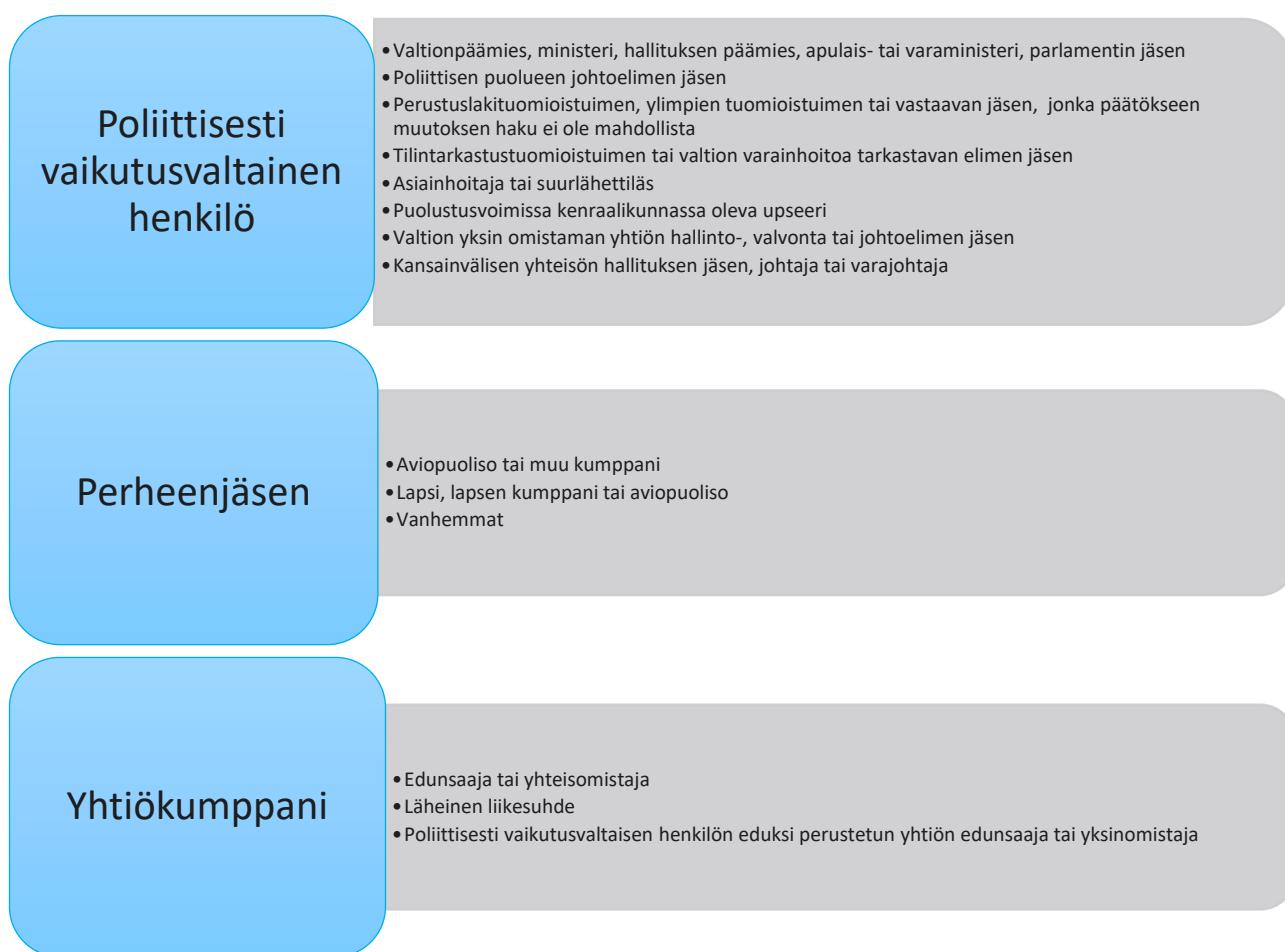 Poliittisesti
vaikutusvaltainen
henkilö
•Valtionpäämies, ministeri, hallituksen päämies, apulais- tai varaministeri, parlamentin jäsen
•Poliittisen puolueen johtoelimen jäsen
•Perustuslakituomioistuimen, ylimpien tuomioistuimen tai vastaavan jäsen, jonka päätökseen
muutoksen haku ei ole mahdollista
•Tilintarkastustuomioistuimen tai valtion varainhoitoa tarkastavan elimen jäsen
•Asiainhoitaja tai suurlähettiläs
•Puolustusvoimissa kenraalikunnassa oleva upseeri
•Valtion yksin omistaman yhtiön hallinto-, valvonta tai johtoelimen jäsen
•Kansainvälisen yhteisön hallituksen jäsen, johtaja tai varajohtaja
Perheenjäsen
•Aviopuoliso tai muu kumppani
•Lapsi, lapsen kumppani tai aviopuoliso
•Vanhemmat
Yhtiökumppani
•Edunsaaja tai yhteisomistaja
•Läheinen liikesuhde
•Poliittisesti vaikutusvaltaisen henkilön eduksi perustetun yhtiön edunsaaja tai yksinomistaja